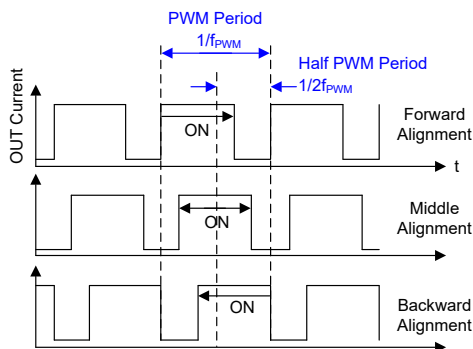 PWM Period
1/fPWM
Half PWM Period
1/2fPWM
OUT Current
ON
Forward
Alignment
t
ON
Middle
Alignment
ON
Backward
Alignment